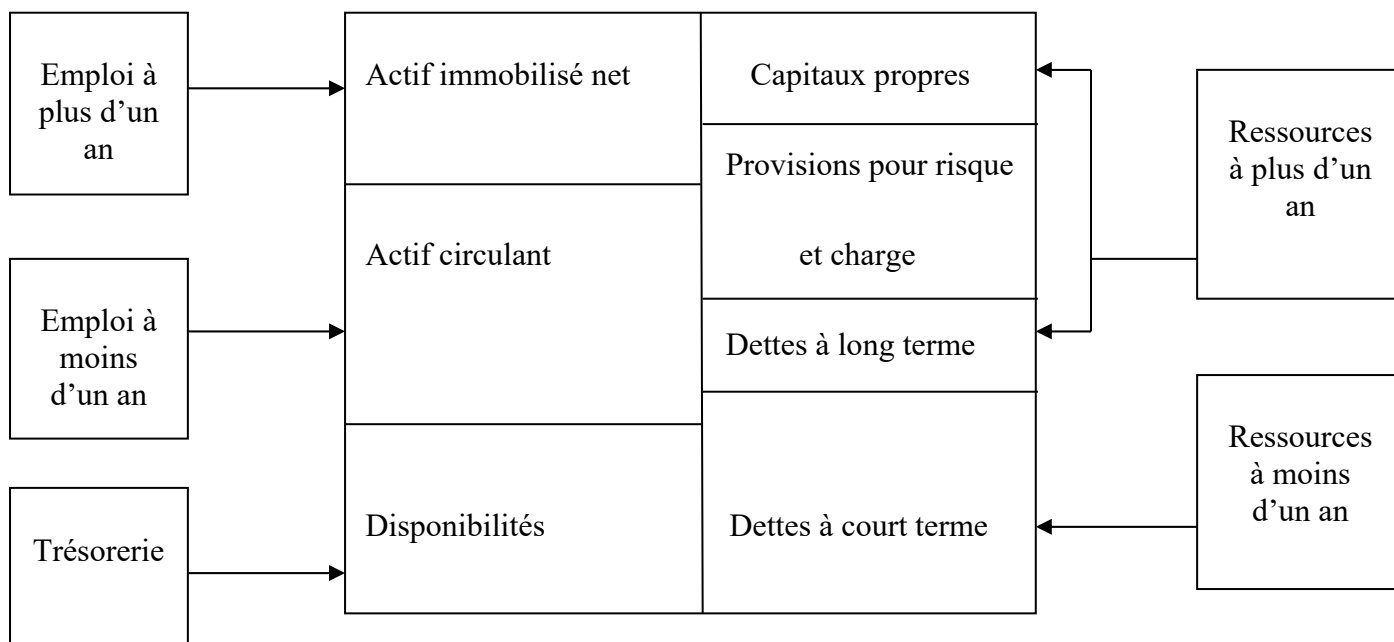 Emploi à
plus d’un
an
Emploi à
moins
d’un an
Trésorerie
Actif immobilisé net
Actif circulant
Disponibilités
Capitaux propres
Provisions pour risque
et charge
Dettes à long terme
Dettes à court terme
Ressources
à plus d’un
an
Ressources
à moins
d’un an